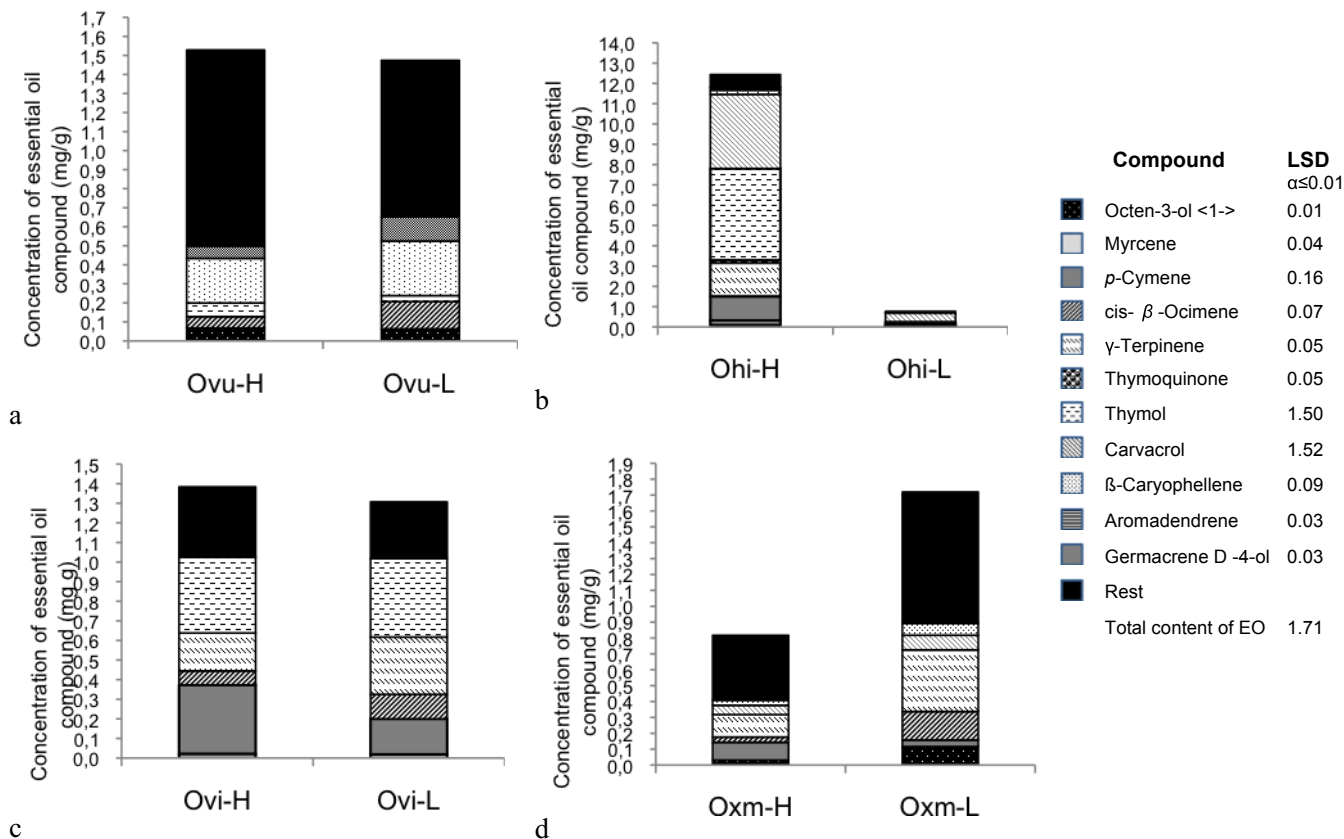 Concentration of essential oil
compound (mg/g)
1,7
1,6
1,5
1,4
1,3
1,2
1,1
1,0
0,9
0,8
0,7
0,6
0,5
0,4
0,3
0,2
0,1
0,0
Ovu-H Ovu-L
a
Concentration of essential
oil compound (mg/g)
14,0
13,0
12,0
11,0
10,0
9,0
8,0
7,0
6,0
5,0
4,0
3,0
2,0
1,0
0,0
Ohi-H Ohi-L
b
Compound LSD
α≤0.01
Octen-3-ol <1-> 0.01
Myrcene 0.04
p-Cymene 0.16
cis- β -Ocimene 0.07
γ-Terpinene 0.05
Thymoquinone 0.05
Thymol 1.50
Carvacrol 1.52
ß-Caryophellene 0.09
Aromadendrene 0.03
Germacrene D -4-ol 0.03
Rest
Total content of EO 1.71
Concentration of essential oil
compound (mg g)
1,5
1,4
1,3
1,2
1,1
1,0
0,9
0,8
0,7
0,6
0,5
0,4
0,3
0,2
0,1
0,0
Ovi-H Ovi-L
c
Concentration of essential oil
compound (mg/g)
1,9
1,8
1,7
1,6
1,5
1,4
1,3
1,2
1,1
1,0
0,9
0,8
0,7
0,6
0,5
0,4
0,3
0,2
0,1
0,0
Oxm-H Oxm-L
d